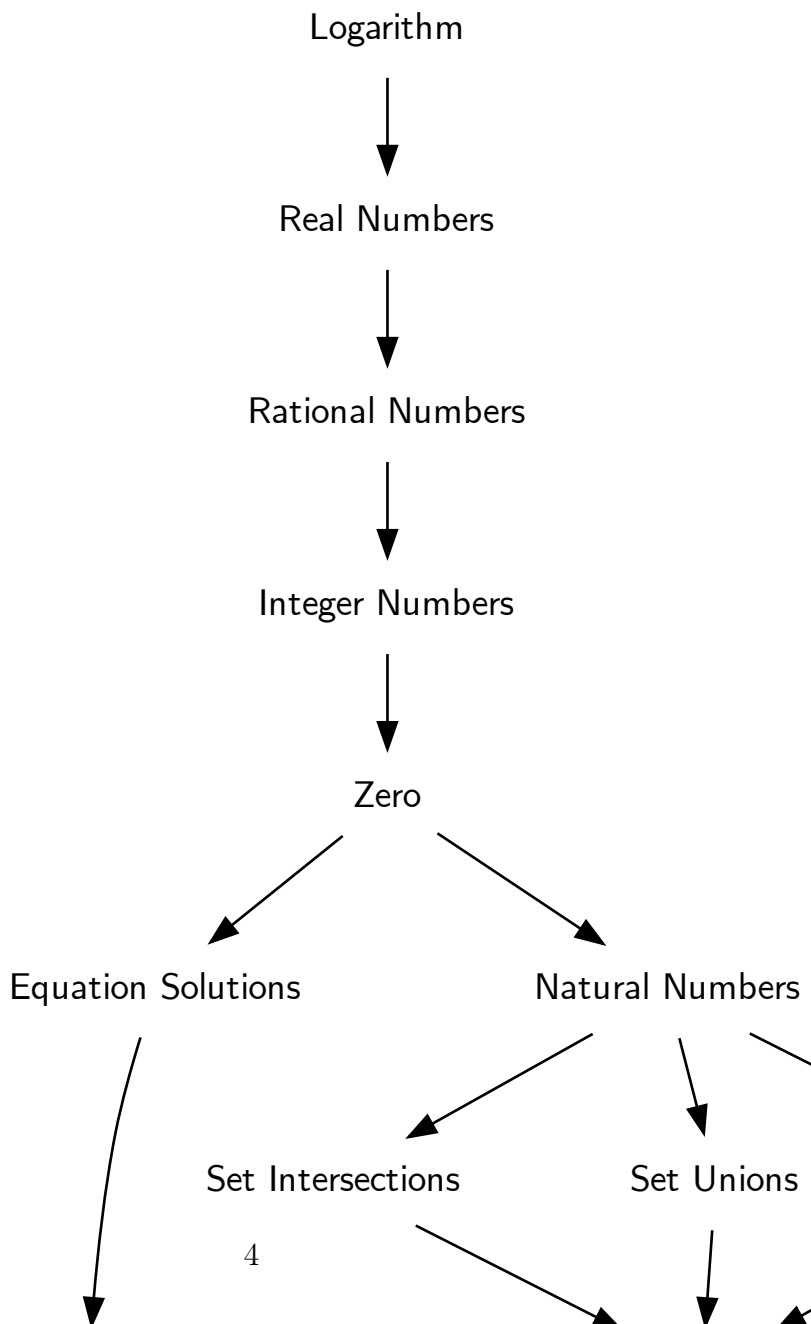 Logarithm
Real Numbers
Rational Numbers
Integer Numbers
Zero
Equation Solutions
Natural Numbers
Set Intersections
Set Unions
4